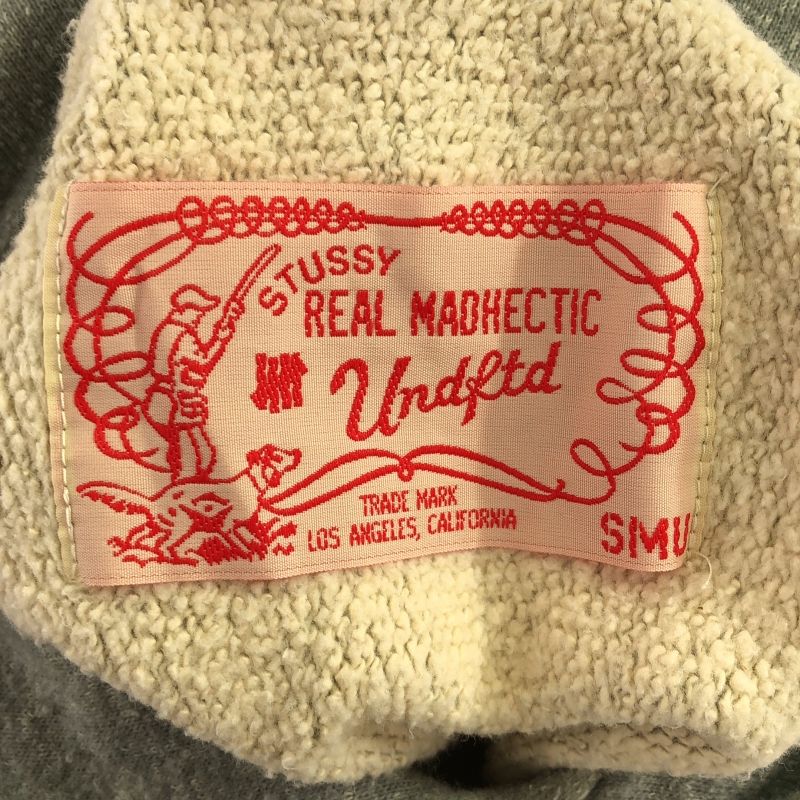 STUSSY
REAL MADHECTIC
Undftd
TRADE MARK
LOS ANGELES, CALIFORNIA
SMU